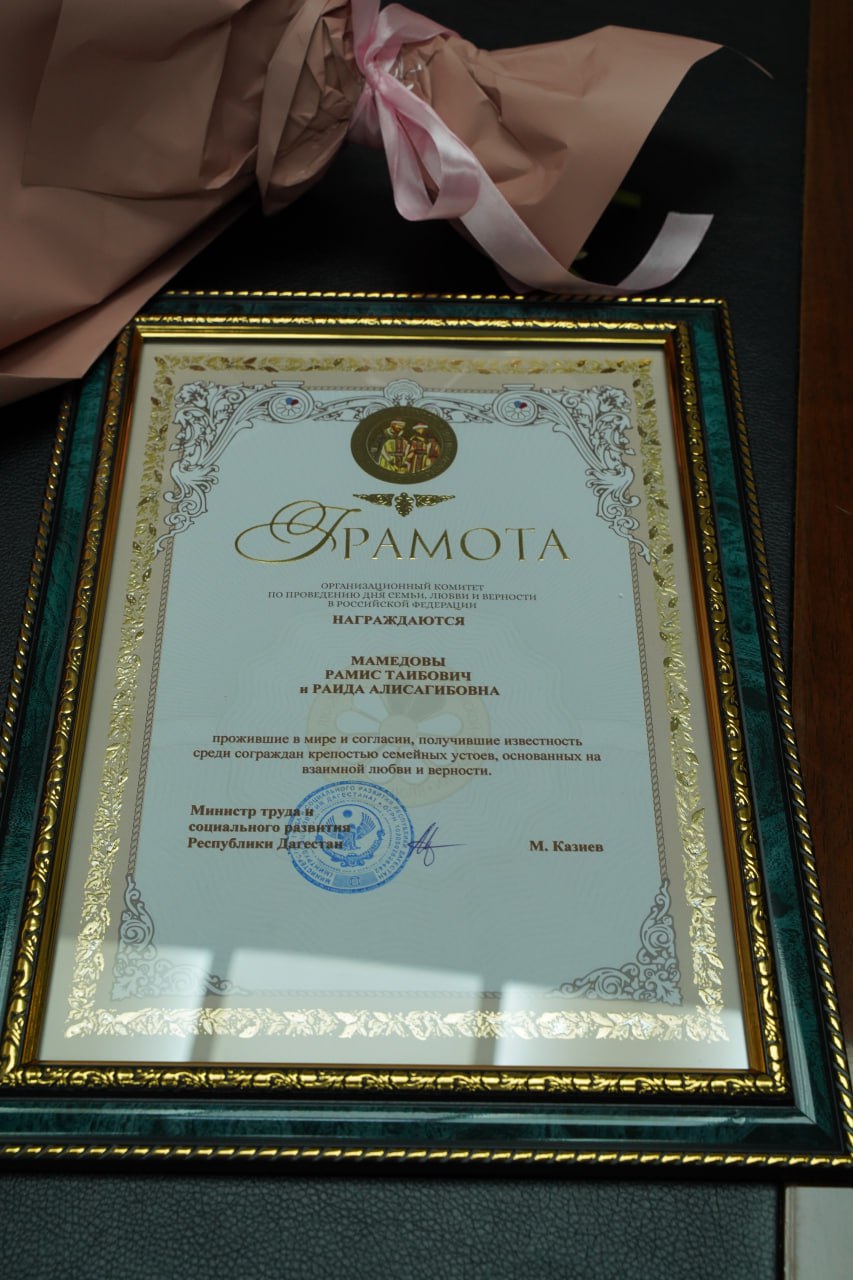 ГРАМОТА
ОРГАНИЗАЦИОННЫЙ КОМИТЕТ
ПО ПРОВЕДЕНИЮ ДНЯ СЕМЬИ, ЛЮБВИ И ВЕРНОСТИ
В РОССИЙСКОЙ ФЕДЕРАЦИИ
НАГРАЖДАЮТСЯ
МАМЕДОВЫ
РАМИС ТАИБОВИЧ
и РАИДА АЛИСАГИБОВНА
прожившие в мире и согласии, получившие известность
среди сограждан крепостью семейных устоев, основанных на
взаимной любви и верности.
Министр труда и
социального развития
Республики Дагестан
М. Казиев